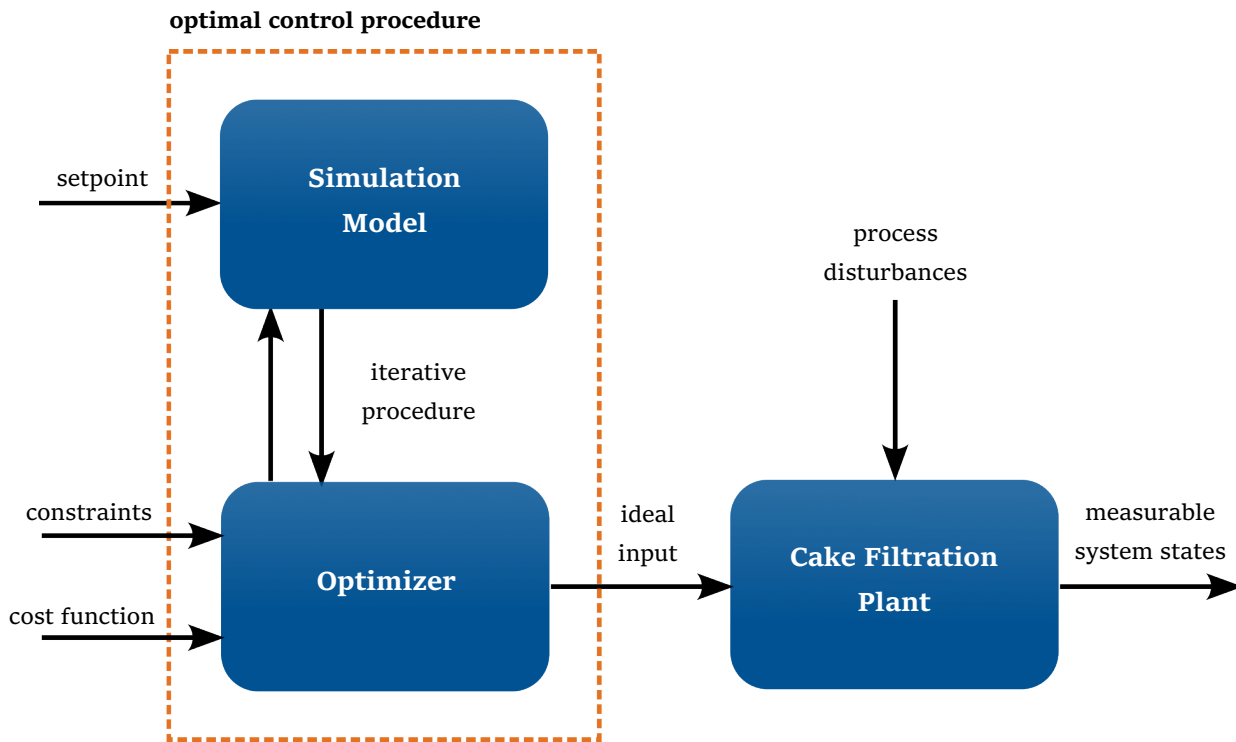 optimal control procedure
Simulation
Model
setpoint
process
disturbances
iterative
procedure
constraints
cost function
Optimizer
ideal
input
Cake Filtration
Plant
measurable
system states